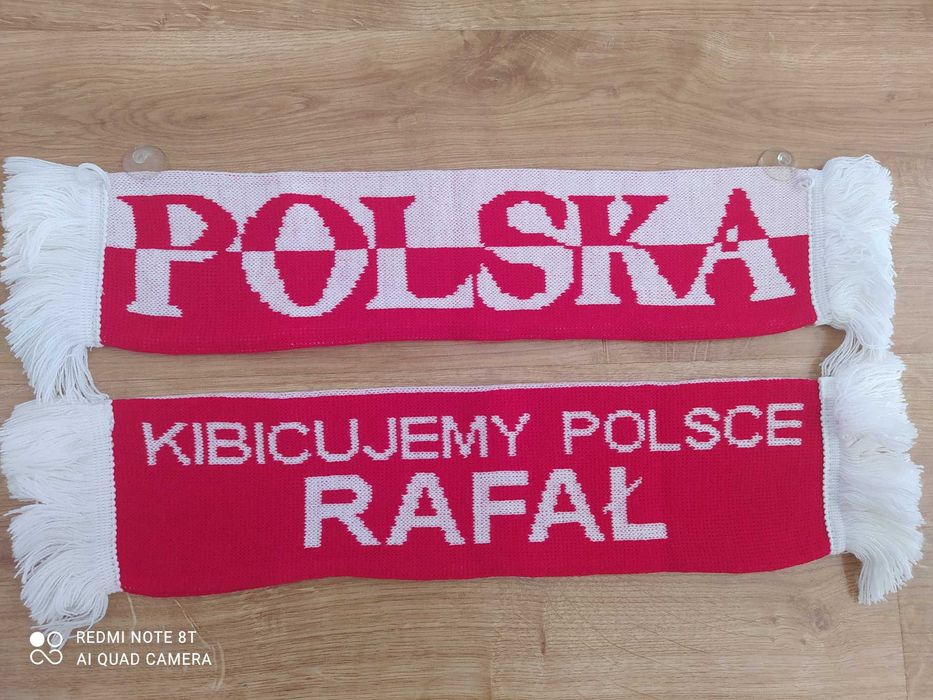 POLSKA
KIBICUJEMY POLSCE
RAFAŁ
REDMI NOTE 8T
AI QUAD CAMERA